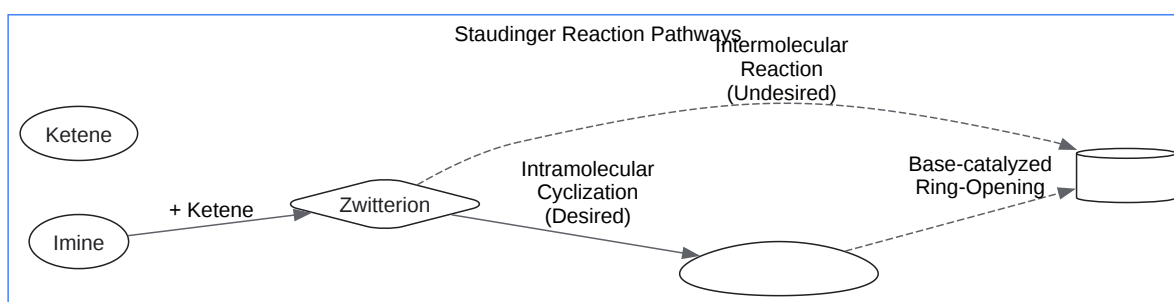 Staudinger Reaction Pathways
Intermolecular
Reaction
(Undesired)
Ketene
Imine
+ Ketene
Zwitterion
Intramolecular
Cyclization
(Desired)
Base-catalyzed
Ring-Opening